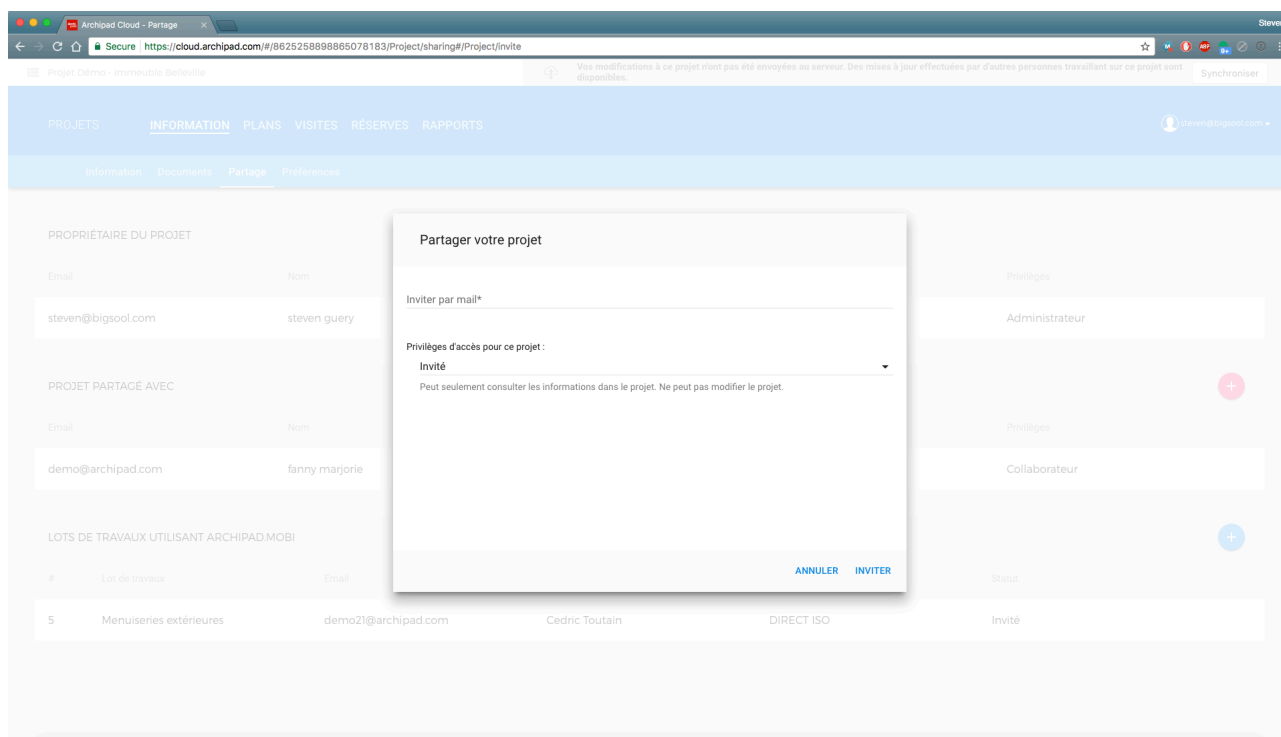 Archipad Cloud - Partage
Steven
Secure https://cloud.archipad.com/#/8625258898865078183/Project/sharing#/Project/invite
Projet Démo - Immeuble Belleville
Vos modifications à ce projet n'ont pas été envoyées au serveur. Des mises à jour effectuées par d'autres personnes travaillant sur ce projet sont
disponibles.
Synchroniser
PROJETS INFORMATION PLANS VISITES RÉSERVES RAPPORTS
steven@bigsool.com
Information Documents Partage Préférences
PROPRIÉTAIRE DU PROJET
Email Nom Privilèges
steven@bigsool.com steven guery Administrateur
PROJET PARTAGÉ AVEC
Email Nom Privilèges
demo@archipad.com fanny marjorie Collaborateur
LOTS DE TRAVAUX UTILISANT ARCHIPAD.MOBI
# Lot de travaux Email Statut
5 Menuiseries extérieures demo21@archipad.com Cedric Toutain DIRECT ISO Invité
Partager votre projet
Inviter par mail*
Privilèges d'accès pour ce projet :
Invité
Peut seulement consulter les informations dans le projet. Ne peut pas modifier le projet.
ANNULER INVITER